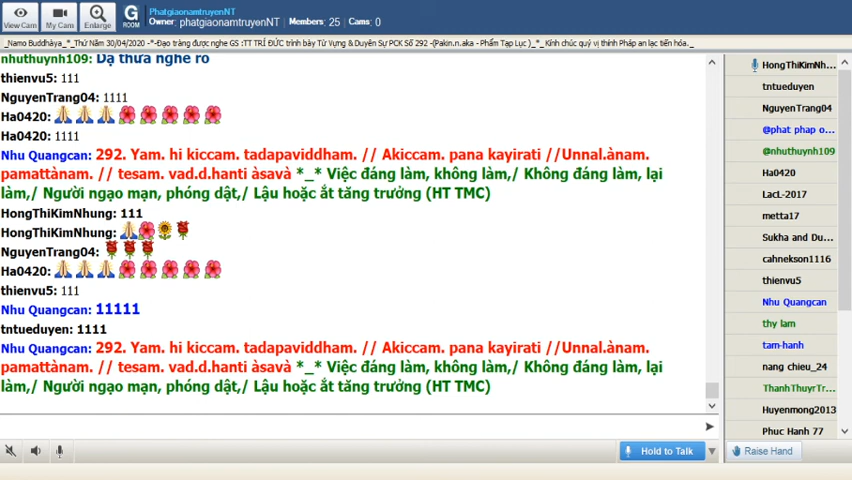 View Cam
My Cam
Enlarge
G
ROOM
PhatgiaonamtruyenNT
Owner: phatgiaonamtruyenNT | Members: 25 | Cams: 0
_Namo Buddhàya_*_Thứ Năm 30/04/2020 -*-Đạo tràng được nghe GS :TT TRÍ ĐỨC trình bày Từ Vựng & Duyên Sự PCK Số 292 -(Pakin.n.aka - Phẩm Tạp Lục )_*_ Kính chúc quý vị thính Pháp an lạc tiến hóa._
nhuthuynh109: Dạ thưa nghe rõ
thienvu5: 111
NguyenTrang04: 1111
Ha0420:
Ha0420: 1111
Nhu Quangcan: 292. Yam. hi kiccam. tadapaviddham. // Akiccam. pana kayirati //Unnal.ànam.
pamattànam. // tesam. vad.d.hanti àsavà *_* Việc đáng làm, không làm,/ Không đáng làm, lại
làm,/ Người ngạo mạn, phóng dật,/ Lậu hoặc ắt tăng trưởng (HT TMC)
HongThiKimNhung: 111
HongThiKimNhung:
NguyenTrang04:
Ha0420:
thienvu5: 111
Nhu Quangcan: 11111
tntueduyen: 1111
Nhu Quangcan: 292. Yam. hi kiccam. tadapaviddham. // Akiccam. pana kayirati //Unnal.ànam.
pamattànam. // tesam. vad.d.hanti àsavà *_* Việc đáng làm, không làm,/ Không đáng làm, lại
làm,/ Người ngạo mạn, phóng dật,/ Lậu hoặc ắt tăng trưởng (HT TMC)
Hold to Talk
HongThiKimNh...
tntueduyen
NguyenTrang04
@phat phap o...
@nhuthuynh109
Ha0420
LacL-2017
metta17
Sukha and Du...
cahnekson1116
thienvu5
Nhu Quangcan
thy lam
tam-hanh
nang chieu_24
ThanhThuyrTr...
Huyenmong2013
Phuc Hanh 77
Raise Hand